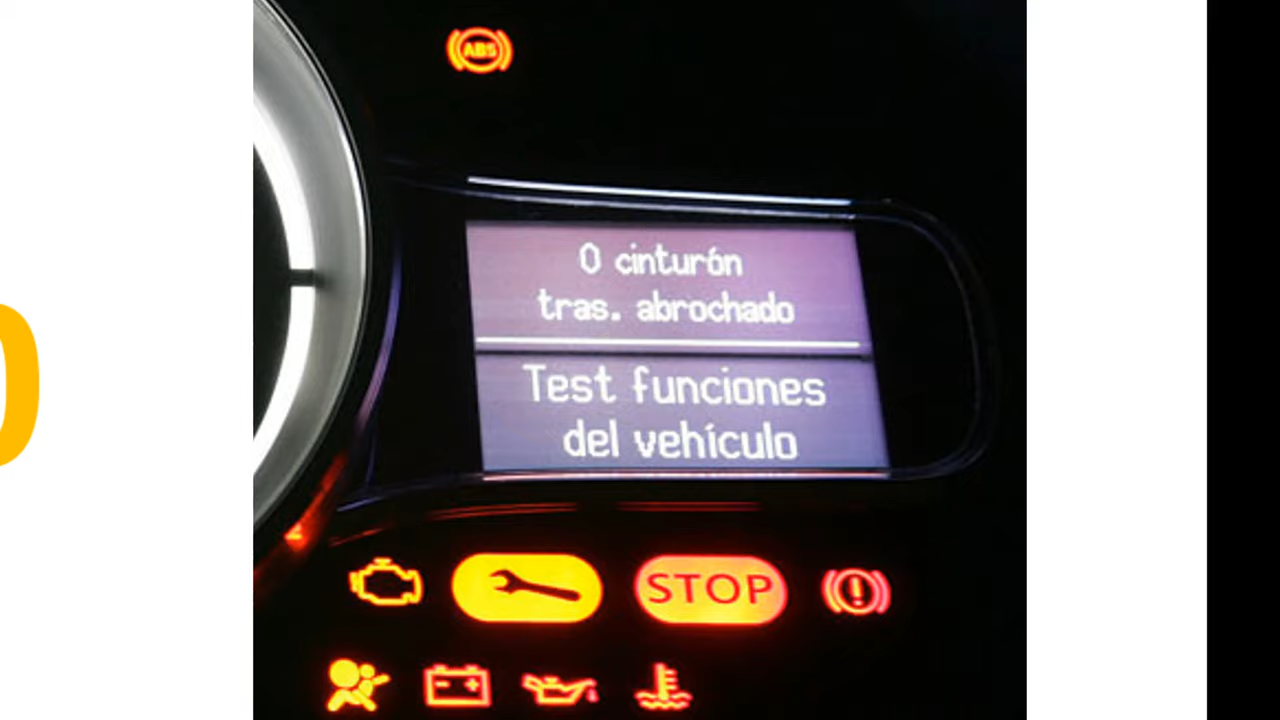 ABS
0 cinturón
tras. abrochado
Test funciones
del vehículo
STOP